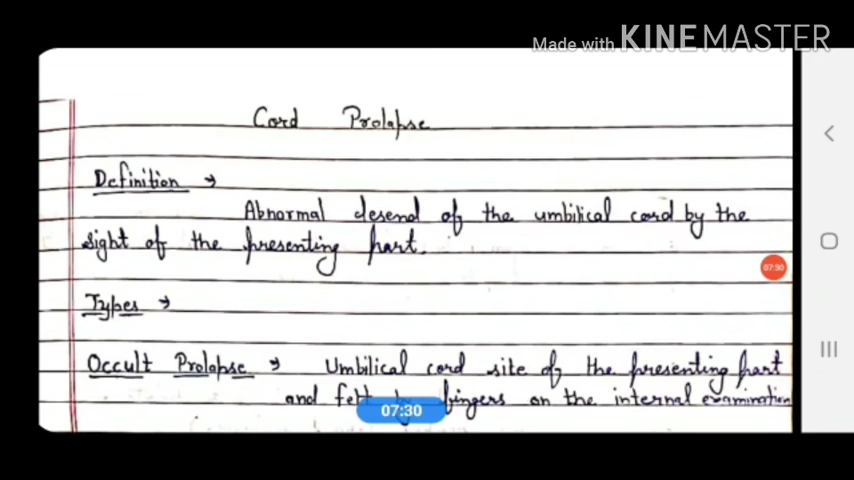 Made with KINEMASTER
Cord Prolapse
Definition →
Abnormal desend of the umbilical cord by the
sight of the presenting part.
07:30
Types →
Occult Prolapse → Umbilical cord site of the presenting part
and felt by fingers on the internal examination
07:30